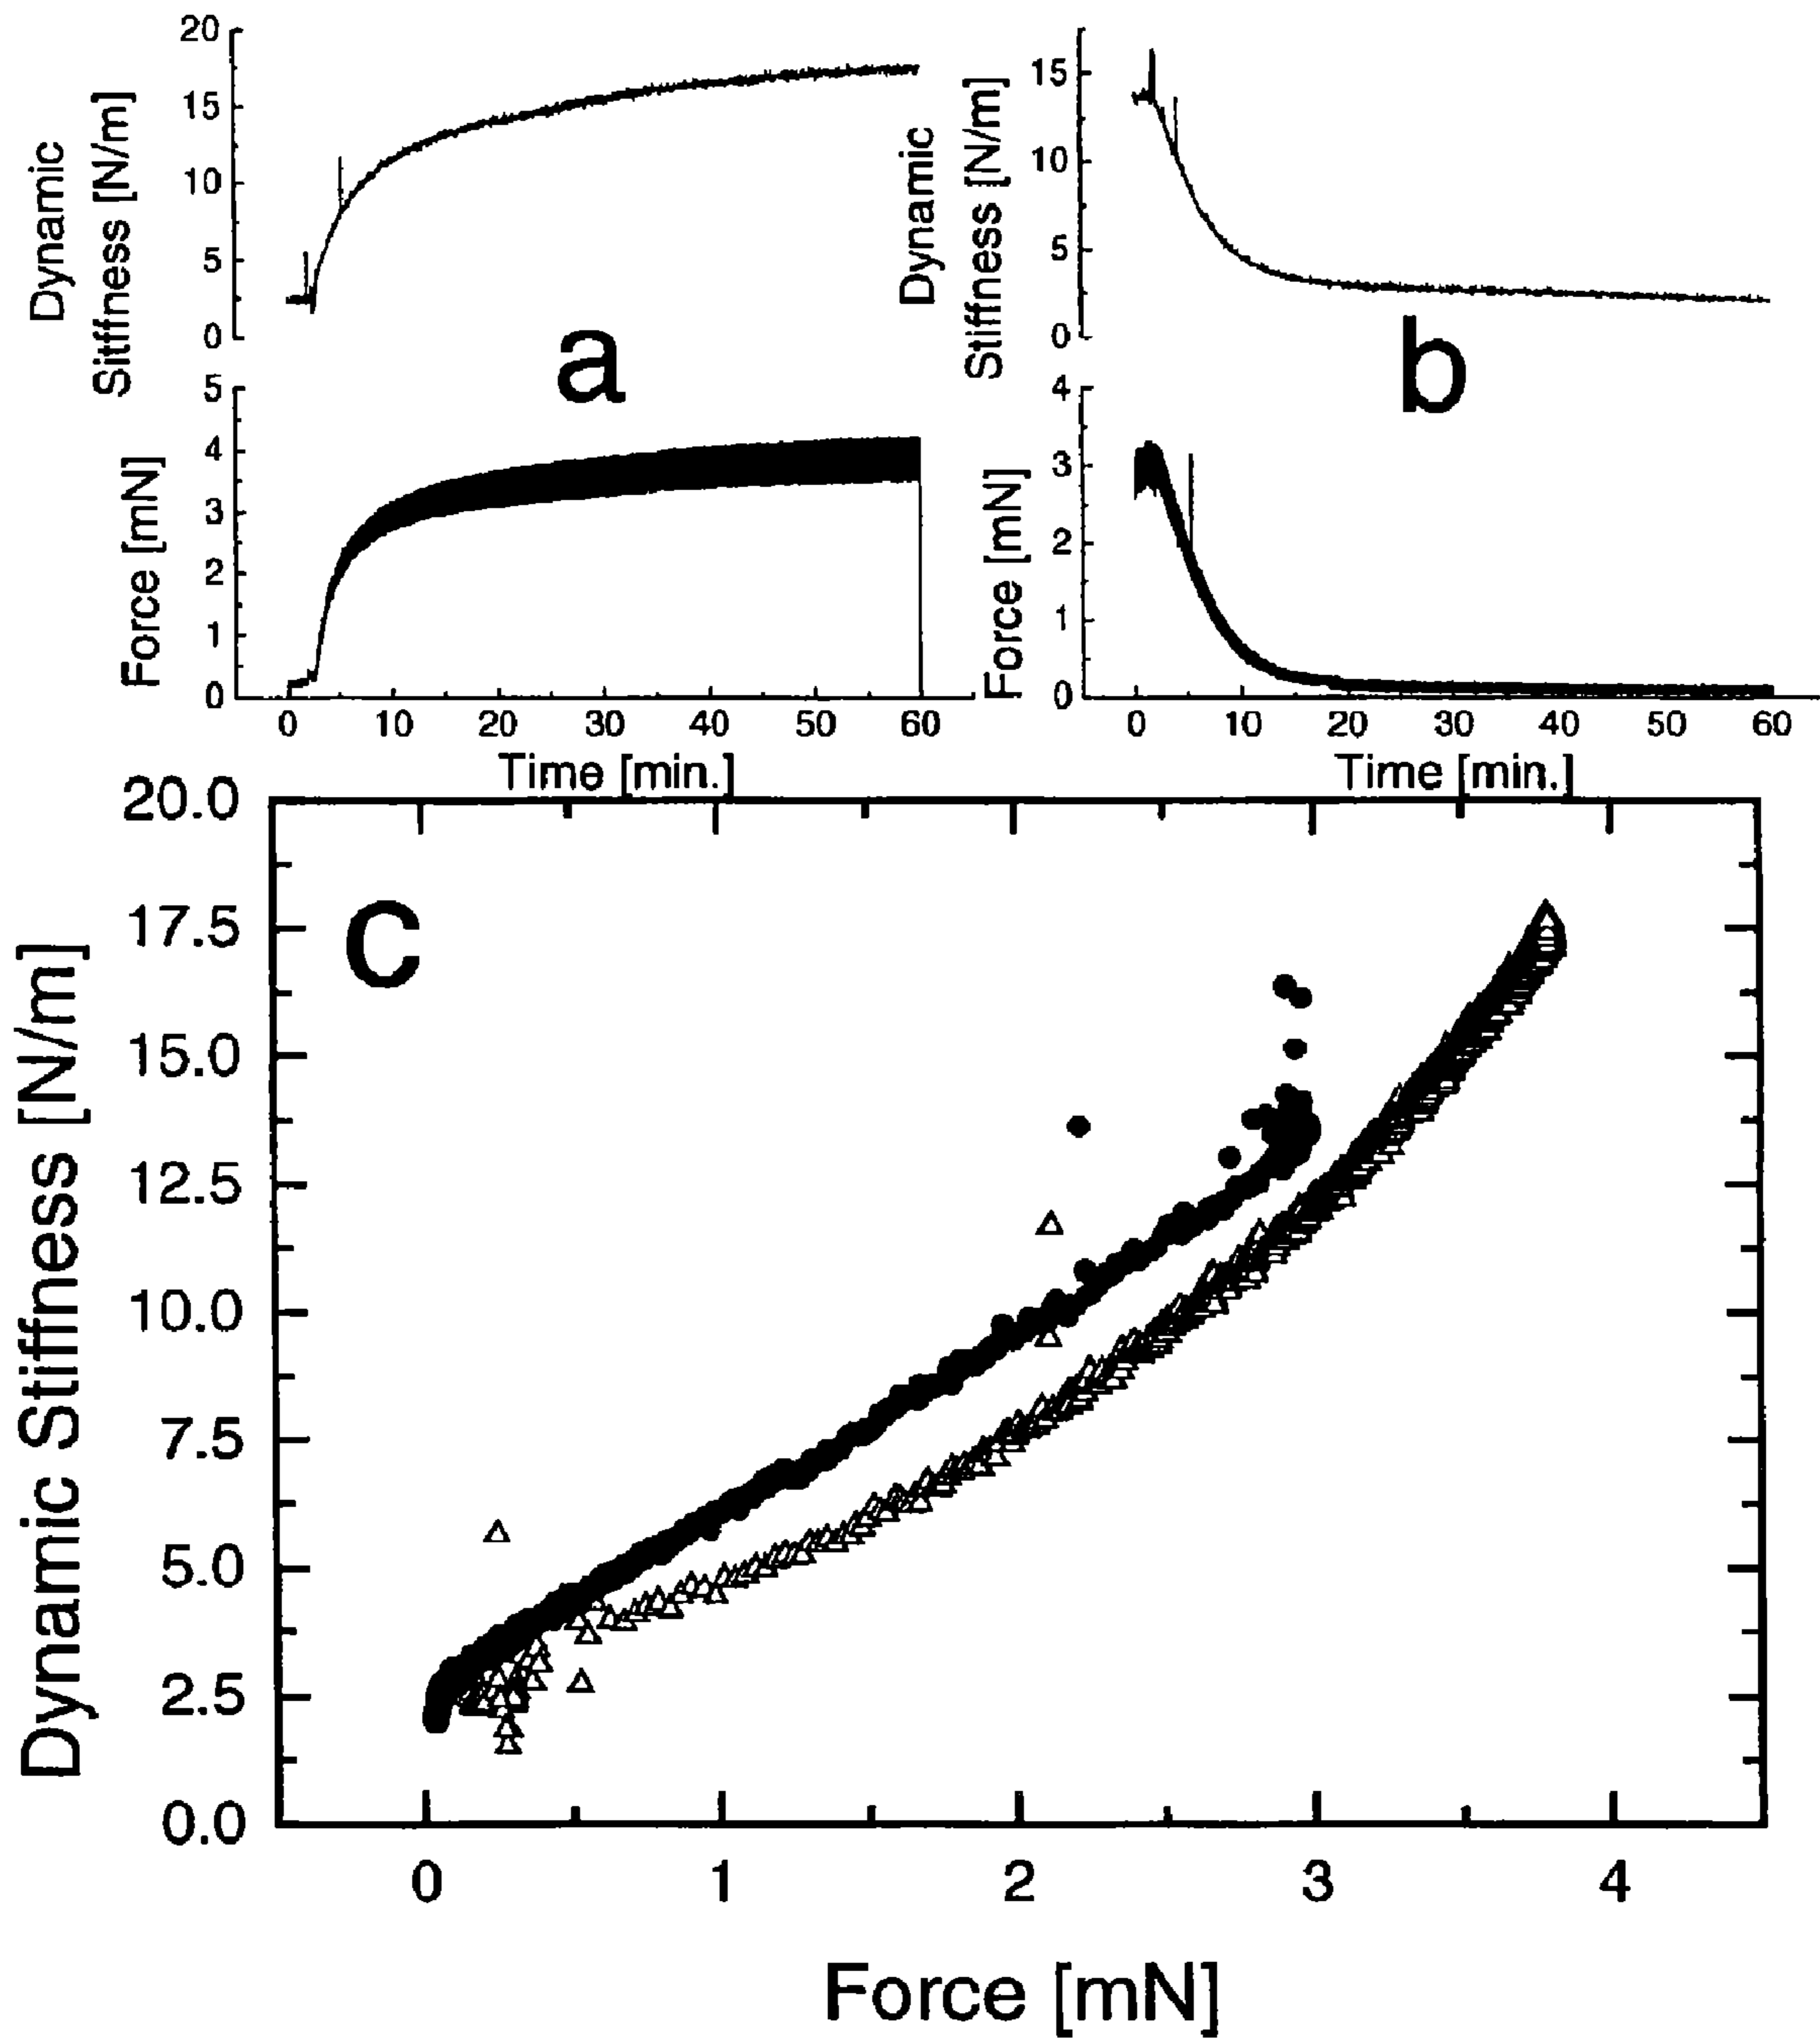 20
15
10
5
0
Dynamic
Sitffness [N/m]
a
5
4
3
2
1
0
Force [mN]
0 10 20 30 40 50 60
Time [min.]
15
10
5
0
Dynamic
Stiffness [N/m]
b
4
3
2
1
0
Force [mN]
0 10 20 30 40 50 60
Time [min.]
c
20.0
17.5
15.0
12.5
10.0
7.5
5.0
2.5
0.0
Dynamic Stiffness [N/m]
0 1 2 3 4
Force [mN]